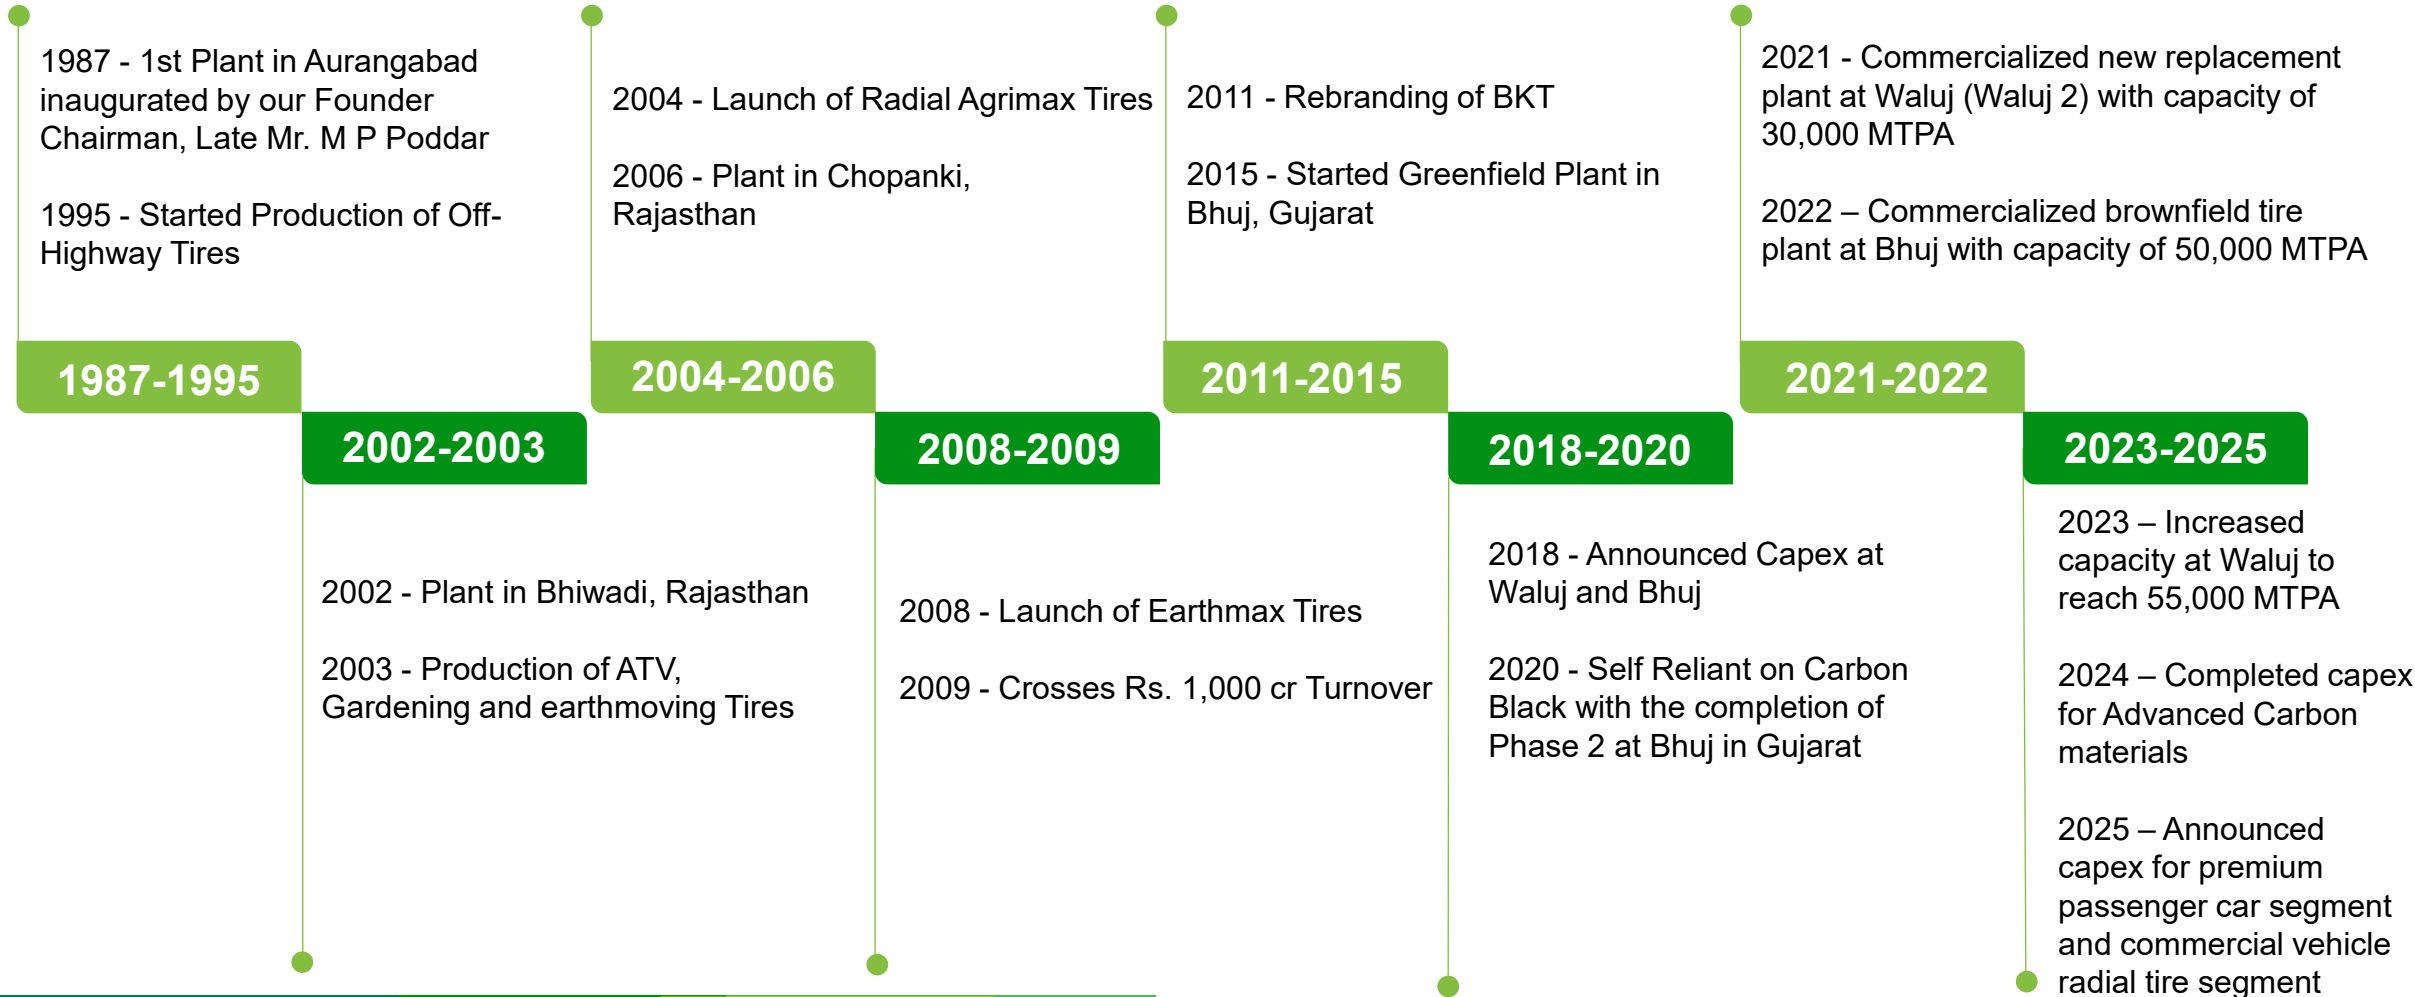 1987 - 1st Plant in Aurangabad
inaugurated by our Founder
Chairman, Late Mr. M P Poddar
1995 - Started Production of Off-
Highway Tires
1987-1995
2002-2003
2002 - Plant in Bhiwadi, Rajasthan
2003 - Production of ATV,
Gardening and earthmoving Tires
2004 - Launch of Radial Agrimax Tires
2006 - Plant in Chopanki,
Rajasthan
2004-2006
2008-2009
2008 - Launch of Earthmax Tires
2009 - Crosses Rs. 1,000 cr Turnover
2011 - Rebranding of BKT
2015 - Started Greenfield Plant in
Bhuj, Gujarat
2011-2015
2018-2020
2018 - Announced Capex at
Waluj and Bhuj
2020 - Self Reliant on Carbon
Black with the completion of
Phase 2 at Bhuj in Gujarat
2021 - Commercialized new replacement
plant at Waluj (Waluj 2) with capacity of
30,000 MTPA
2022 – Commercialized brownfield tire
plant at Bhuj with capacity of 50,000 MTPA
2021-2022
2023-2025
2023 – Increased
capacity at Waluj to
reach 55,000 MTPA
2024 – Completed capex
for Advanced Carbon
materials
2025 – Announced
capex for premium
passenger car segment
and commercial vehicle
radial tire segment